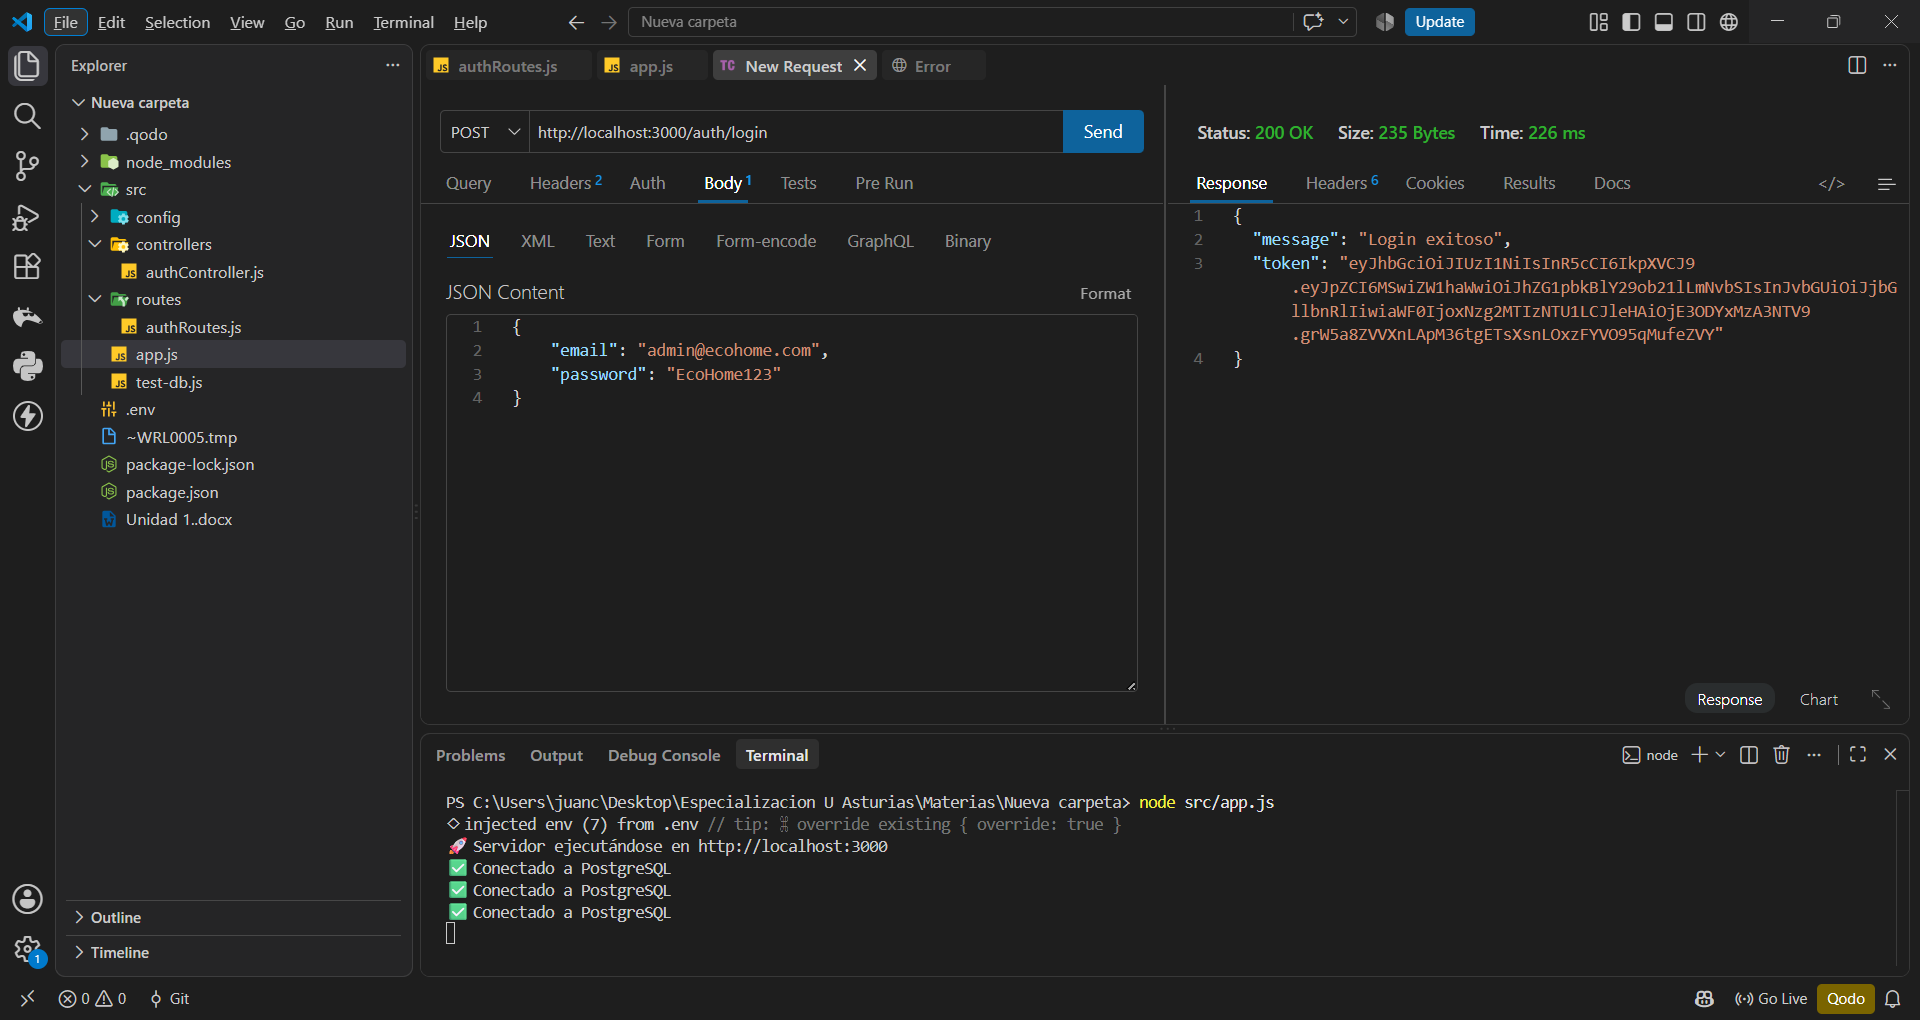 File Edit Selection View Go Run Terminal Help
Nueva carpeta
Update
Explorer
Nueva carpeta
.qodo
node_modules
src
config
controllers
JS authController.js
routes
JS authRoutes.js
JS app.js
JS test-db.js
.env
~WRL0005.tmp
package-lock.json
package.json
Unidad 1..docx
Outline
Timeline
JS authRoutes.js
JS app.js
TC New Request
Error
POST http://localhost:3000/auth/login Send
Query Headers 2 Auth Body 1 Tests Pre Run
JSON XML Text Form Form-encode GraphQL Binary
JSON Content Format
1 {
2 "email": "admin@ecohome.com",
3 "password": "EcoHome123"
4 }
Status: 200 OK Size: 235 Bytes Time: 226 ms
Response Headers 6 Cookies Results Docs </>
1 {
2 "message": "Login exitoso",
3 "token": "eyJhbGciOiJIUzI1NiIsInR5cCI6IkpXVCJ9
.eyJpZCI6MSwiZW1haWwiOiJhZG1pbkBlY29ob21lLmNvbSIsInJvbGUiOiJjbG
llbnRlIiwiaWF0IjoxNzg2MTIzNTU1LCJleHAiOjE3ODYxMzA3NTV9
.grW5a8ZVVXnLApM36tgETsXsnLOxzFYVO95qMufeZVY"
4 }
Response Chart
Problems Output Debug Console Terminal
node
PS C:\Users\juanc\Desktop\Especializacion U Asturias\Materias\Nueva carpeta> node src/app.js
◇ injected env (7) from .env // tip: ⌘ override existing { override: true }
🚀 Servidor ejecutándose en http://localhost:3000
✅ Conectado a PostgreSQL
✅ Conectado a PostgreSQL
✅ Conectado a PostgreSQL
1
0 0 Git
Go Live Qodo